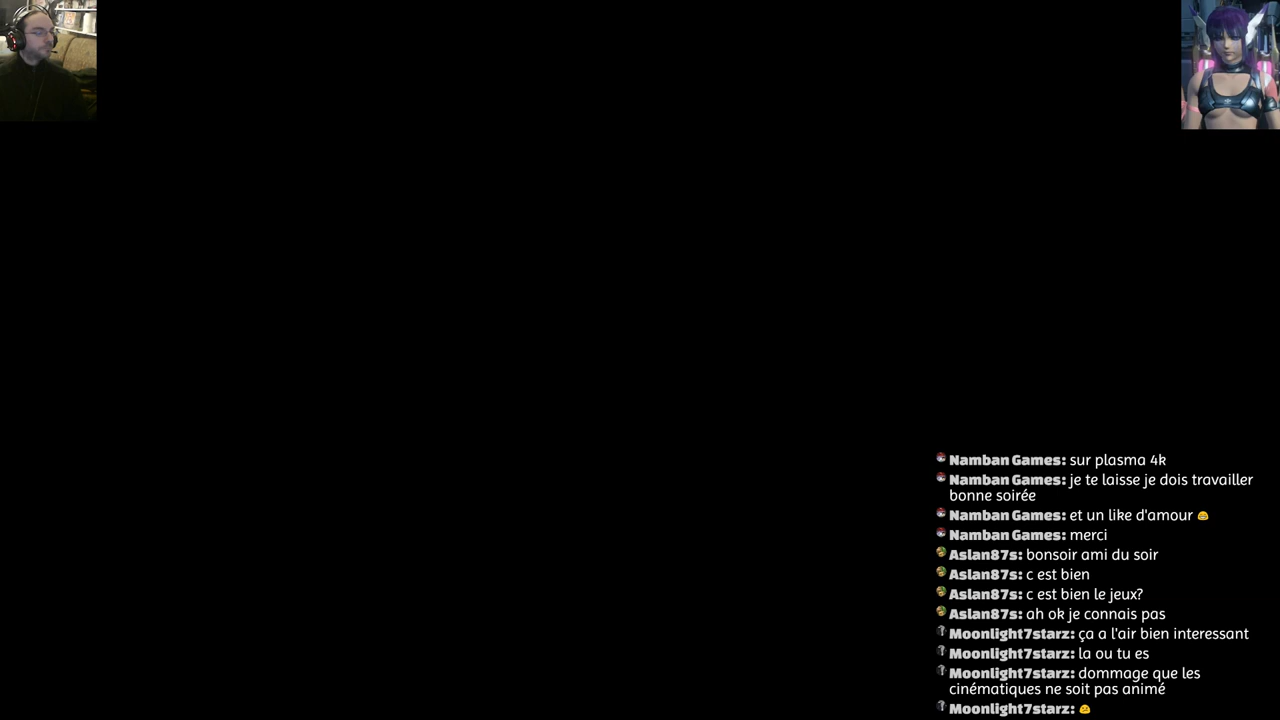 Namban Games: sur plasma 4k
Namban Games: je te laisse je dois travailler
bonne soirée
Namban Games: et un like d'amour
Namban Games: merci
Aslan87s: bonsoir ami du soir
Aslan87s: c est bien
Aslan87s: c est bien le jeux?
Aslan87s: ah ok je connais pas
Moonlight7starz: ça a l'air bien interessant
Moonlight7starz: la ou tu es
Moonlight7starz: dommage que les
cinématiques ne soit pas animé
Moonlight7starz: